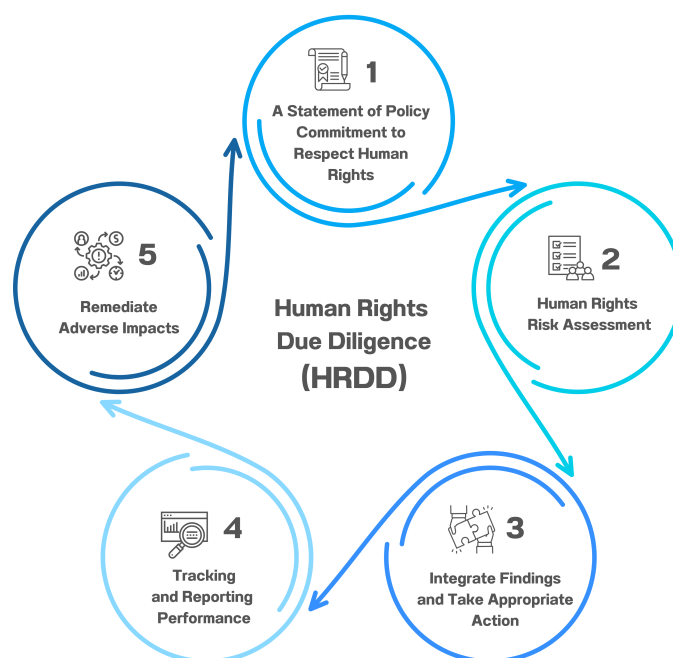 1
A Statement of Policy
Commitment to
Respect Human
Rights
2
Human Rights
Risk Assessment
Human Rights
Due Diligence
(HRDD)
3
Integrate Findings
and Take Appropriate
Action
4
Tracking
and Reporting
Performance
5
Remediate
Adverse Impacts